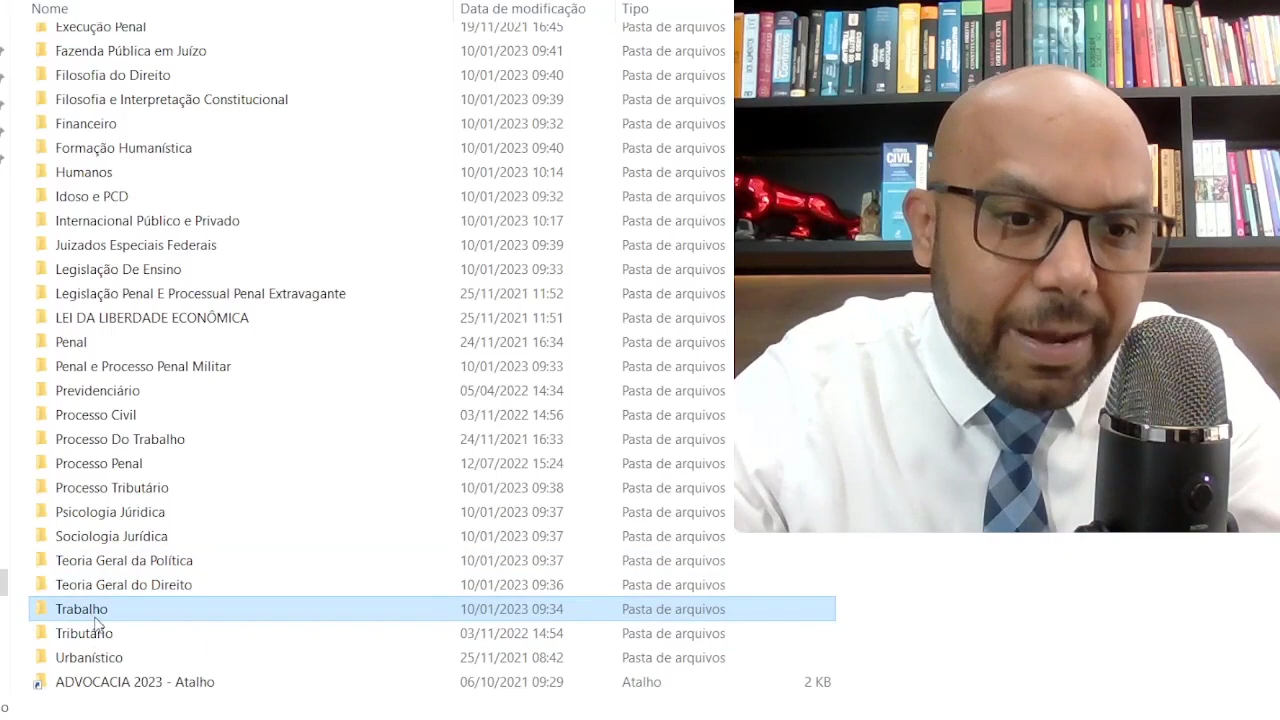 Nome Data de modificação Tipo
Execução Penal 19/11/2021 16:45 Pasta de arquivos
Fazenda Pública em Juízo 10/01/2023 09:41 Pasta de arquivos
Filosofia do Direito 10/01/2023 09:40 Pasta de arquivos
Filosofia e Interpretação Constitucional 10/01/2023 09:39 Pasta de arquivos
Financeiro 10/01/2023 09:32 Pasta de arquivos
Formação Humanística 10/01/2023 09:40 Pasta de arquivos
Humanos 10/01/2023 10:14 Pasta de arquivos
Idoso e PCD 10/01/2023 09:32 Pasta de arquivos
Internacional Público e Privado 10/01/2023 10:17 Pasta de arquivos
Juizados Especiais Federais 10/01/2023 09:39 Pasta de arquivos
Legislação De Ensino 10/01/2023 09:33 Pasta de arquivos
Legislação Penal E Processual Penal Extravagante 25/11/2021 11:52 Pasta de arquivos
LEI DA LIBERDADE ECONÔMICA 25/11/2021 11:51 Pasta de arquivos
Penal 24/11/2021 16:34 Pasta de arquivos
Penal e Processo Penal Militar 10/01/2023 09:33 Pasta de arquivos
Previdenciário 05/04/2022 14:34 Pasta de arquivos
Processo Civil 03/11/2022 14:56 Pasta de arquivos
Processo Do Trabalho 24/11/2021 16:33 Pasta de arquivos
Processo Penal 12/07/2022 15:24 Pasta de arquivos
Processo Tributário 10/01/2023 09:38 Pasta de arquivos
Psicologia Júridica 10/01/2023 09:37 Pasta de arquivos
Sociologia Jurídica 10/01/2023 09:37 Pasta de arquivos
Teoria Geral da Política 10/01/2023 09:37 Pasta de arquivos
Teoria Geral do Direito 10/01/2023 09:36 Pasta de arquivos
Trabalho 10/01/2023 09:34 Pasta de arquivos
Tributário 03/11/2022 14:54 Pasta de arquivos
Urbanístico 25/11/2021 08:42 Pasta de arquivos
ADVOCACIA 2023 - Atalho 06/10/2021 09:29 Atalho 2 KB
o
CIVIL